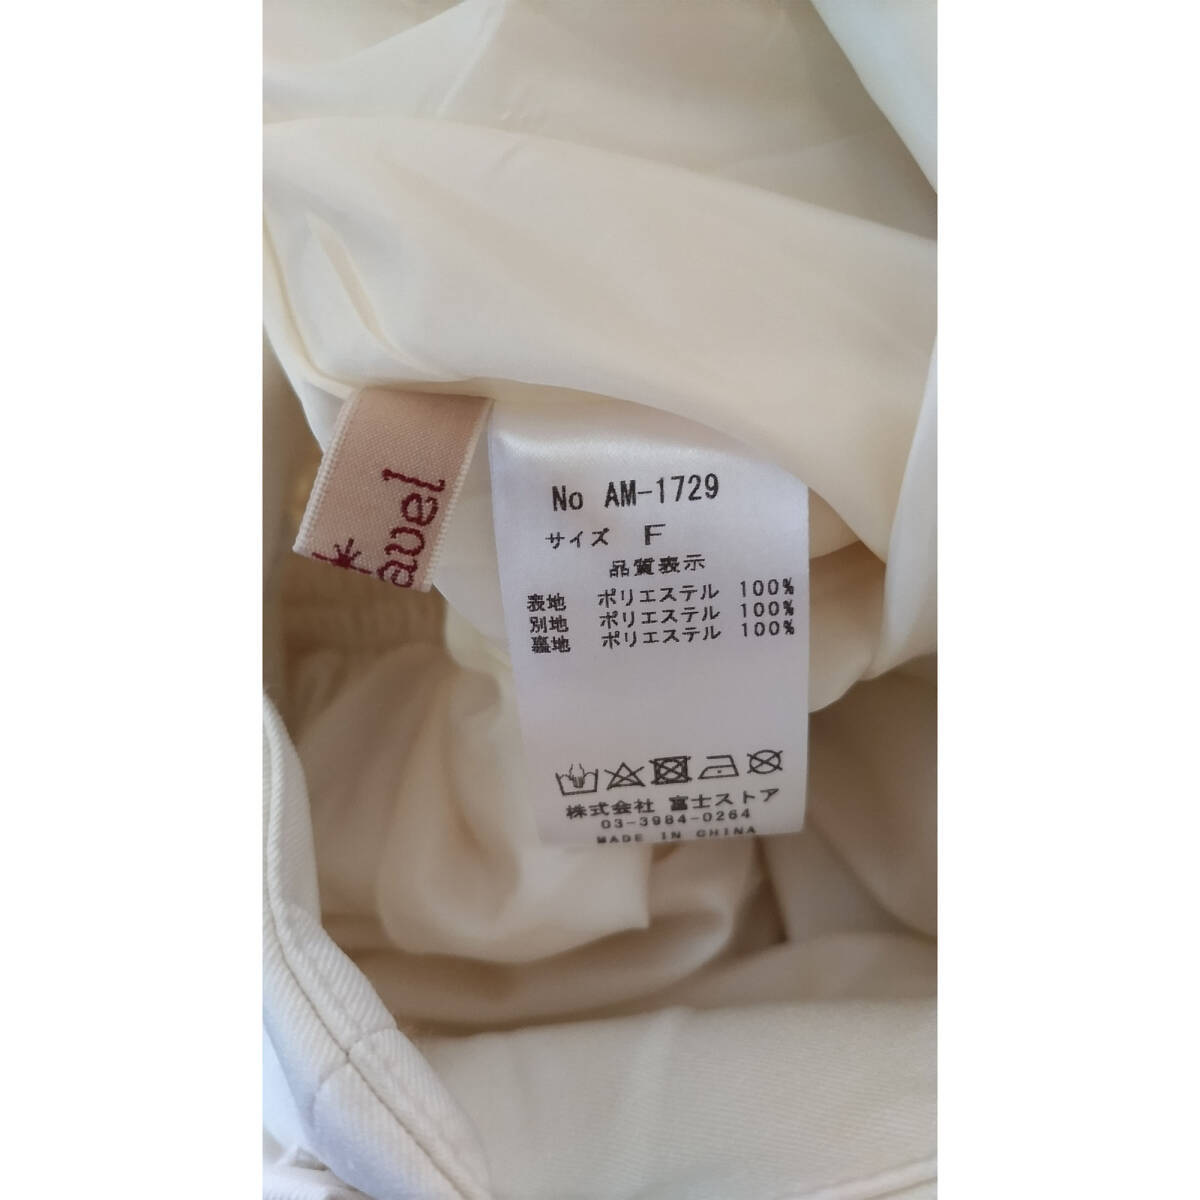 avel
No AM-1729
サイズ F
品質表示
表地 ポリエステル 100%
別地 ポリエステル 100%
裏地 ポリエステル 100%
株式会社 富士ストア
03-3984-0264
MADE IN CHINA